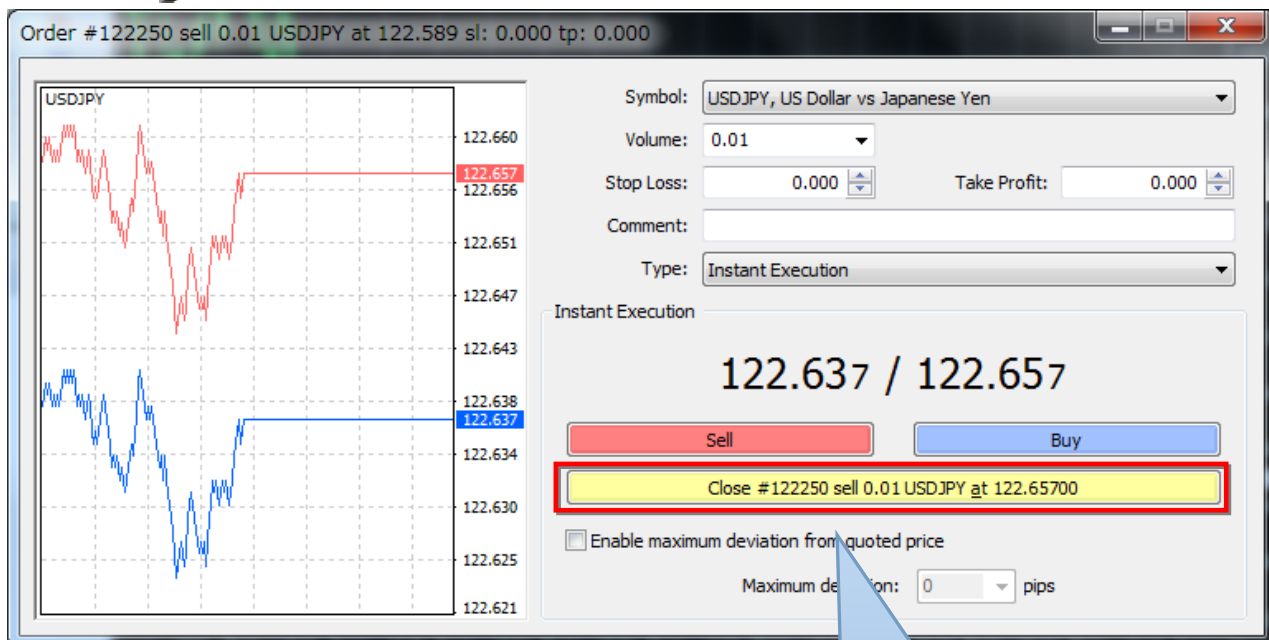 Order #122250 sell 0.01 USDJPY at 122.589 sl: 0.000 tp: 0.000
USDJPY
122.660
122.657
122.656
122.651
122.647
122.643
122.638
122.637
122.634
122.630
122.625
122.621
Symbol: USDJPY, US Dollar vs Japanese Yen
Volume: 0.01
Stop Loss: 0.000 Take Profit: 0.000
Comment:
Type: Instant Execution
Instant Execution
122.637 / 122.657
Sell Buy
Close #122250 sell 0.01 USDJPY at 122.65700
Enable maximum deviation from quoted price
Maximum de on: 0 pips